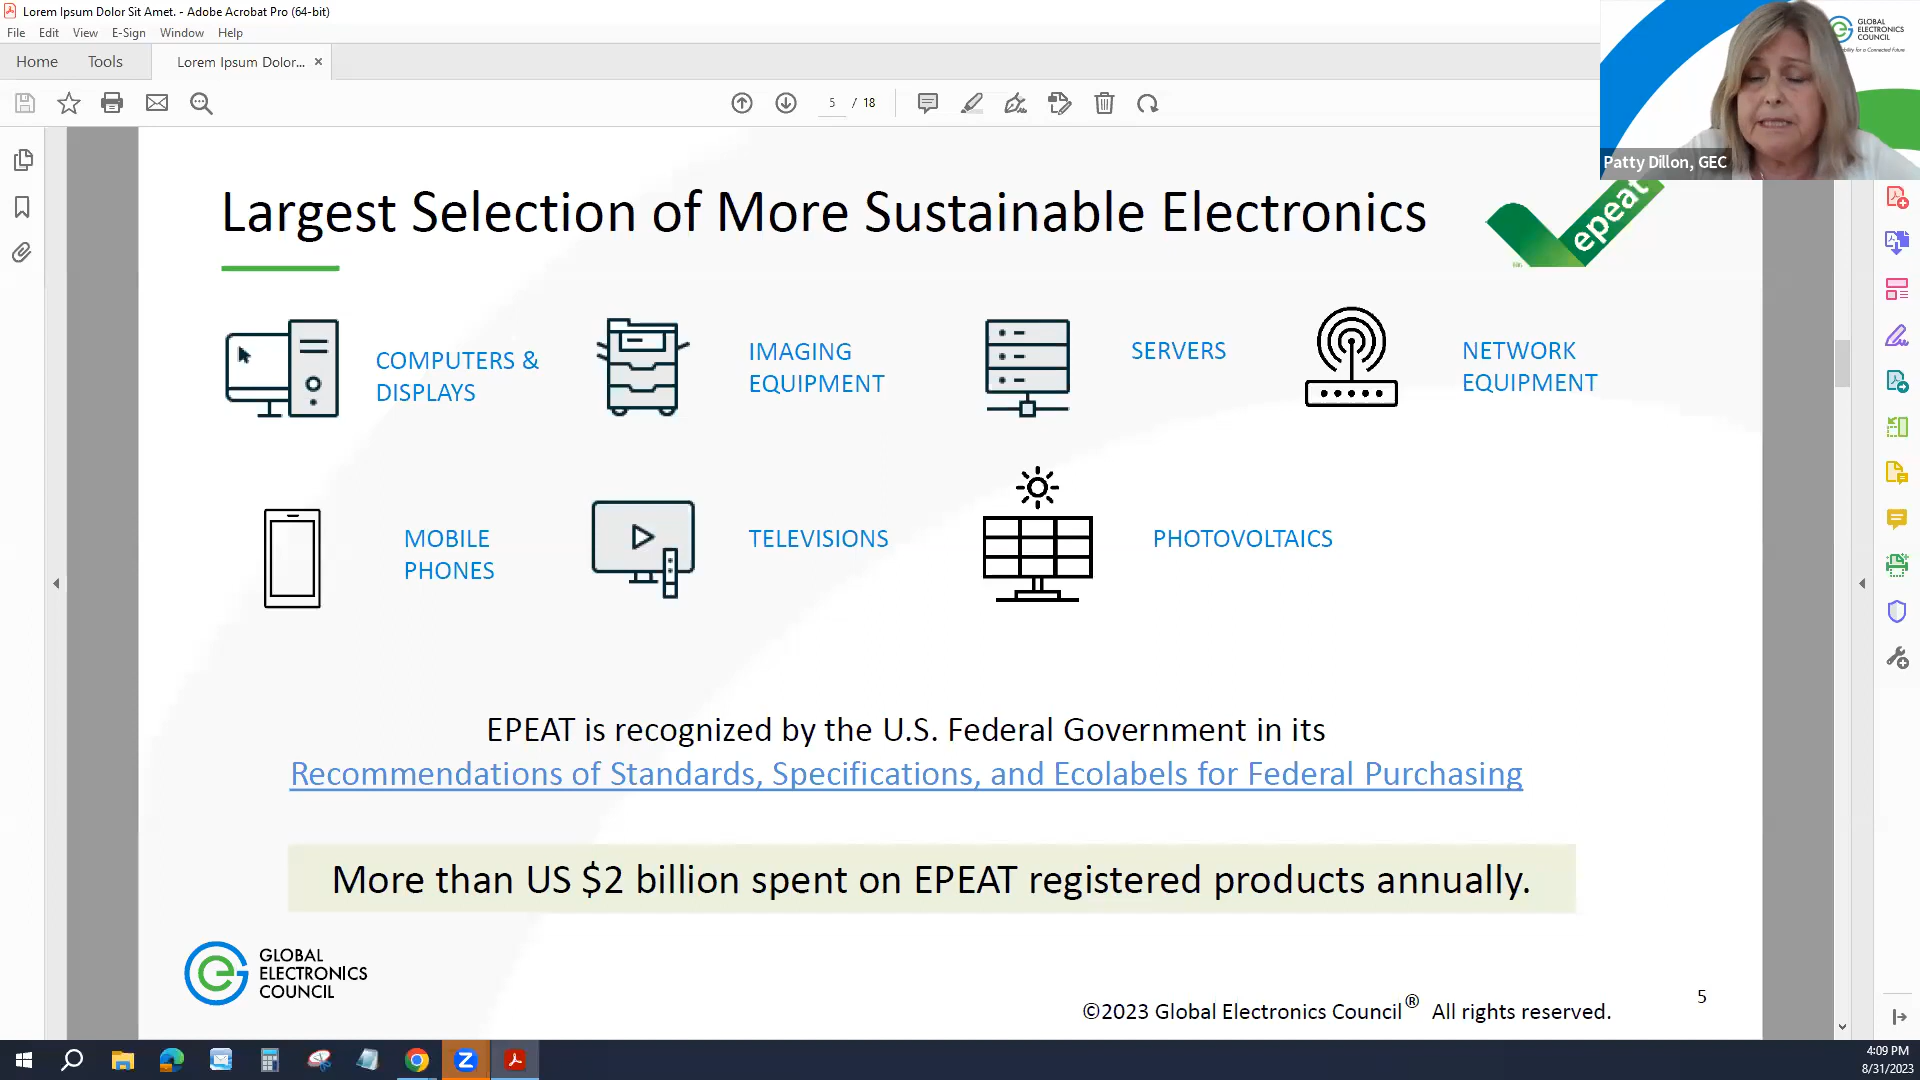 Lorem Ipsum Dolor Sit Amet. - Adobe Acrobat Pro (64-bit)
File Edit View E-Sign Window Help
Home Tools Lorem Ipsum Dolor... ×
5 / 18
GLOBAL
ELECTRONICS
COUNCIL
Patty Dillon, GEC
Largest Selection of More Sustainable Electronics
epeat
COMPUTERS &
DISPLAYS
IMAGING
EQUIPMENT
SERVERS
NETWORK
EQUIPMENT
MOBILE
PHONES
TELEVISIONS
PHOTOVOLTAICS
EPEAT is recognized by the U.S. Federal Government in its
Recommendations of Standards, Specifications, and Ecolabels for Federal Purchasing
More than US $2 billion spent on EPEAT registered products annually.
GLOBAL
ELECTRONICS
COUNCIL
©2023 Global Electronics Council® All rights reserved.
5
4:09 PM
8/31/2023